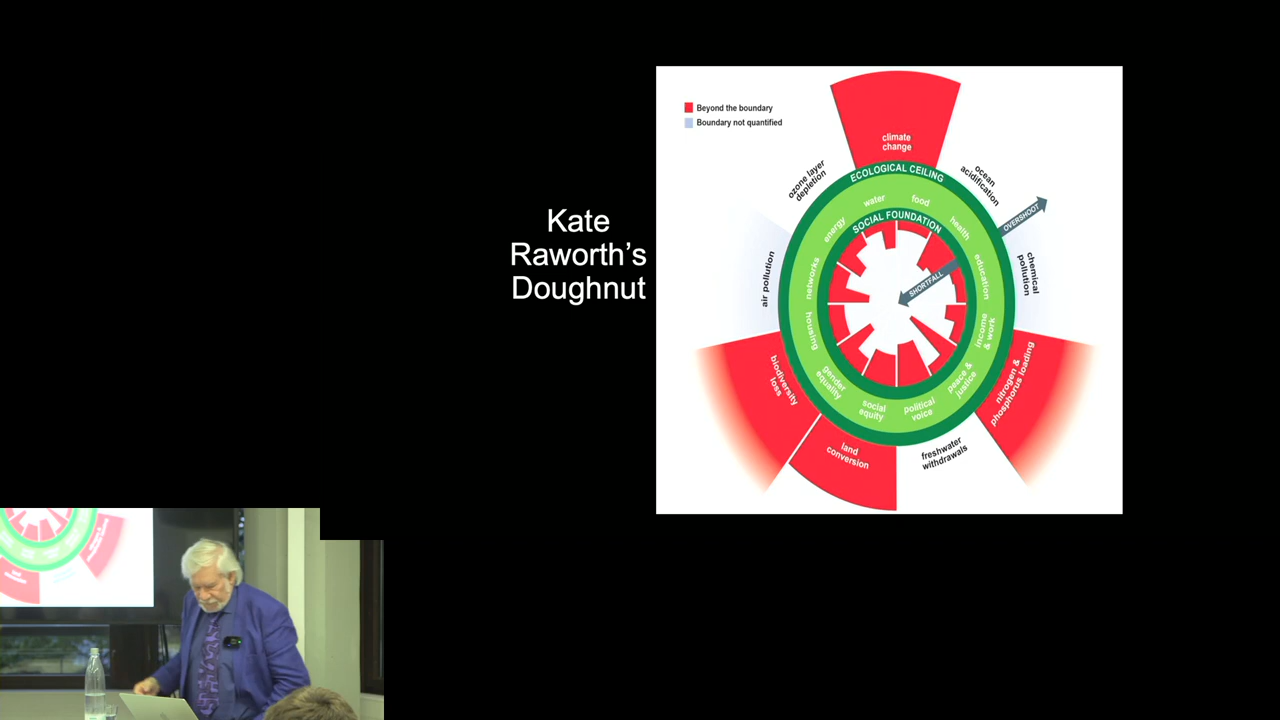 Kate
Raworth's
Doughnut
Beyond the boundary
Boundary not quantified
climate
change
ozone layer
depletion
ocean
acidification
ECOLOGICAL CEILING
OVERSHOOT
water
food
energy
health
SOCIAL FOUNDATION
air pollution
networks
education
chemical
pollution
SHORTFALL
housing
income
& work
biodiversity
loss
gender
equality
peace &
justice
nitrogen &
phosphorus loading
social
equity
political
voice
land
conversion
freshwater
withdrawals